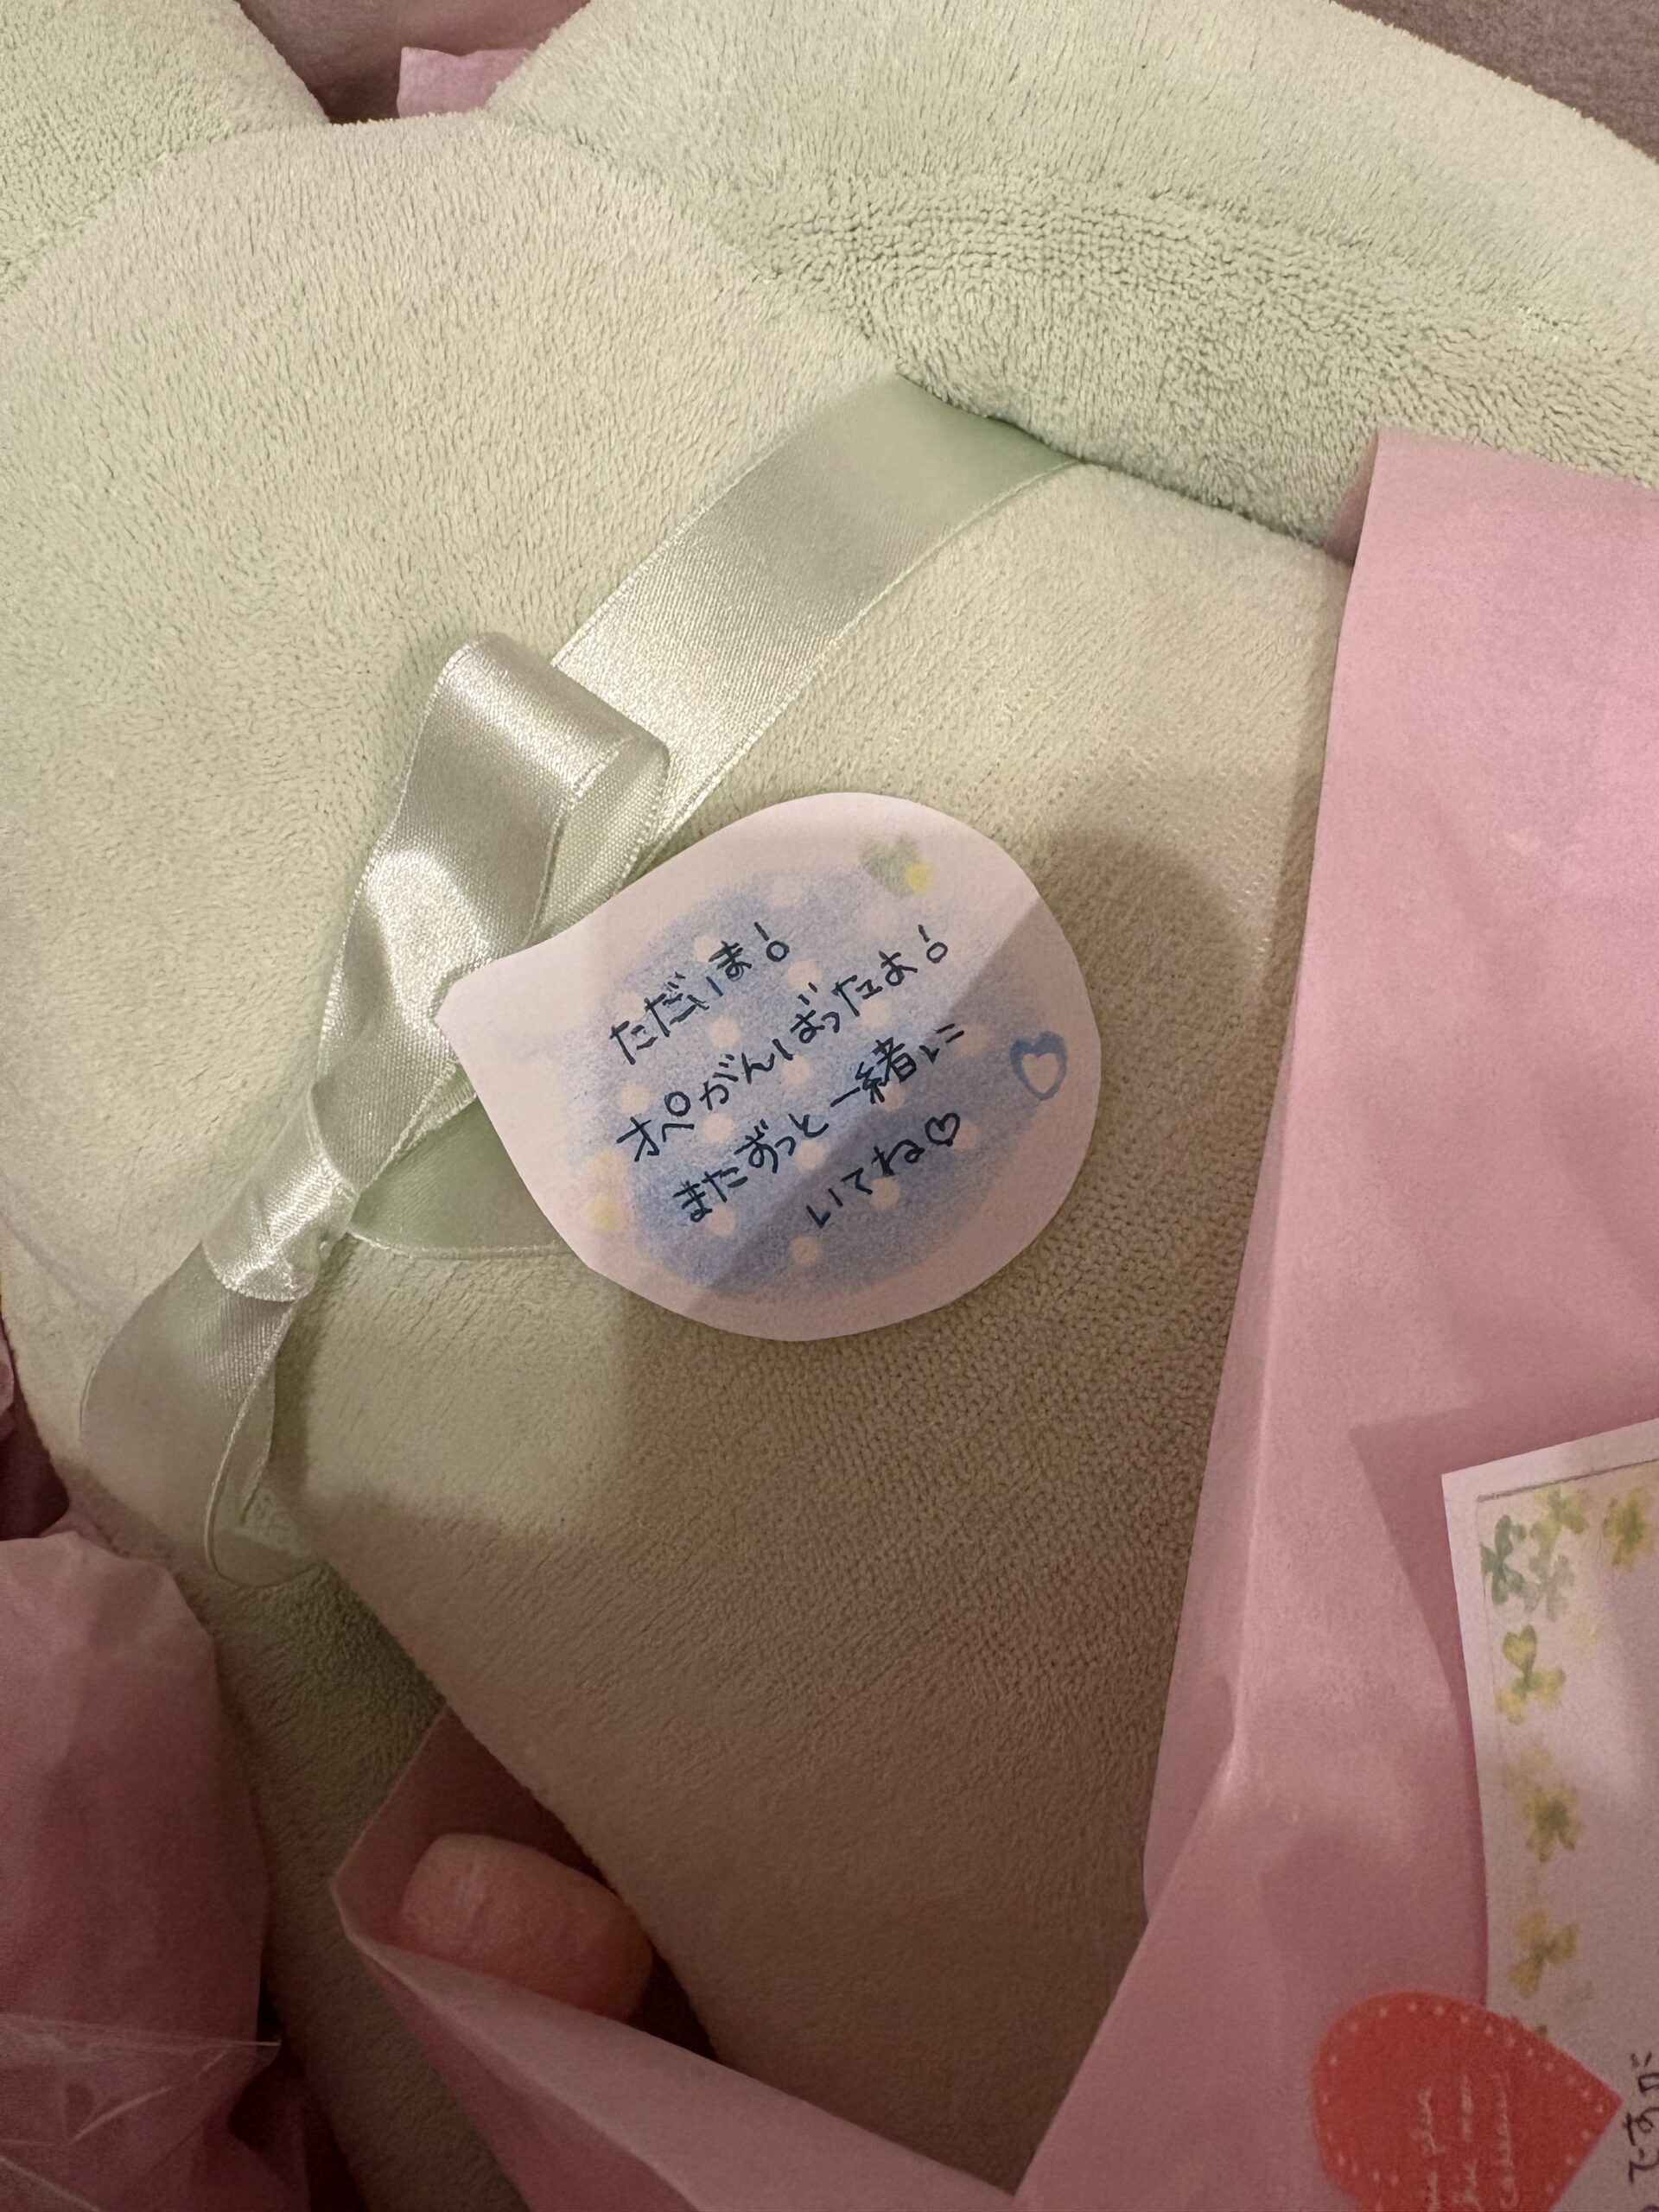 ただいま!
オペがんばったよ!
またずっと一緒に
いてね♡